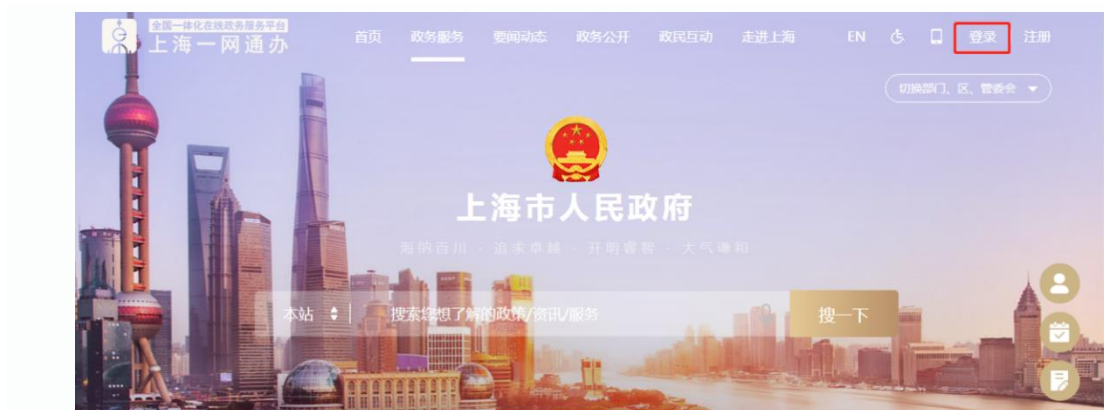 全国一体化在线政务服务平台
上海一网通办
首页 政务服务 要闻动态 政务公开 政民互动 走进上海 EN 登录 注册
切换部门、区、管委会
上海市人民政府
海纳百川 · 追求卓越 · 开明睿智 · 大气谦和
本站 搜索您想了解的政策/资讯/服务 搜一下